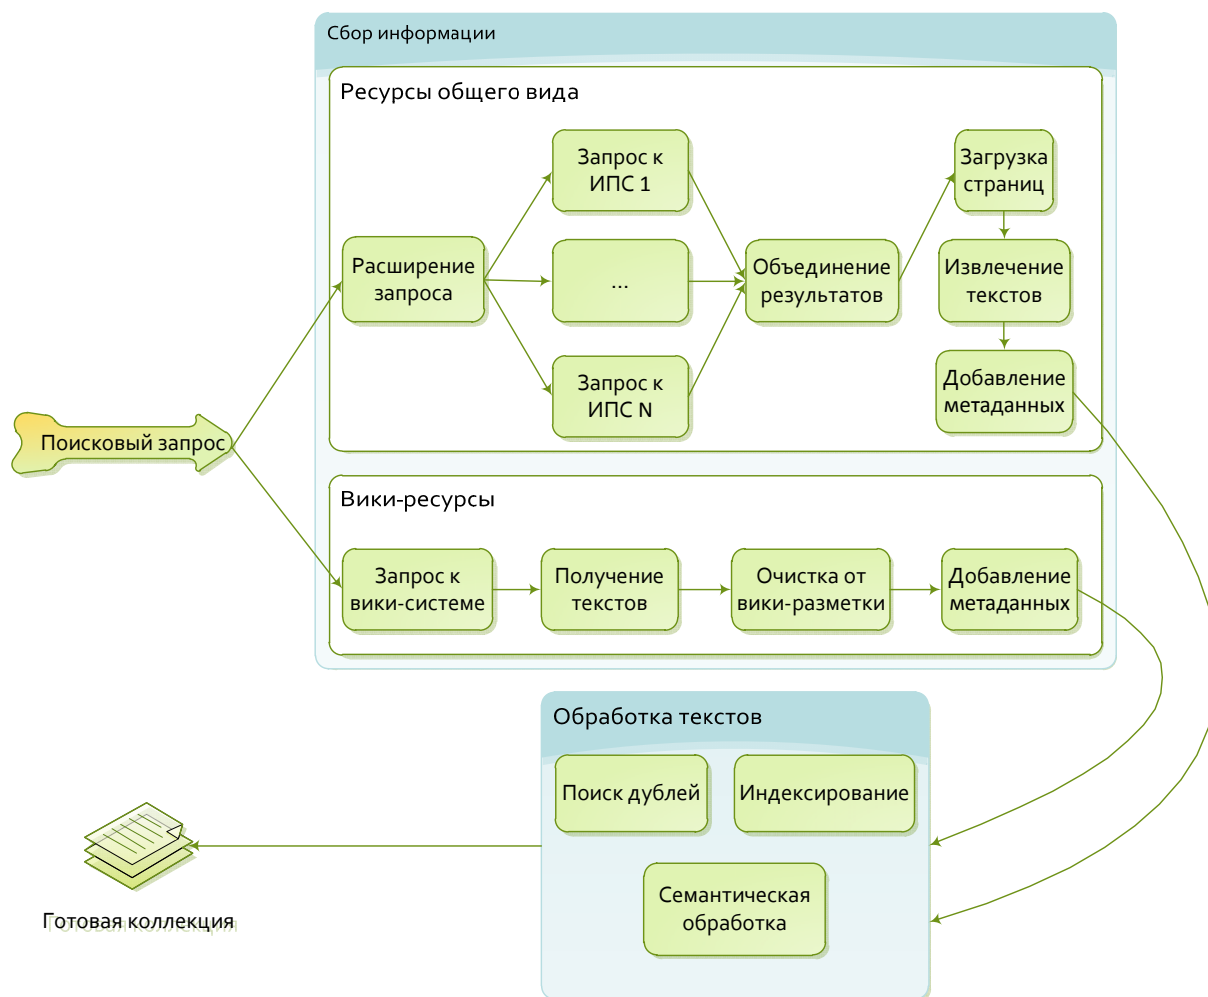 Сбор информации
Ресурсы общего вида
Запрос к
ИПС 1
Загрузка
страниц
Расширение
запроса
...
Объединение
результатов
Извлечение
текстов
Запрос к
ИПС N
Добавление
метаданных
Поисковый запрос
Вики-ресурсы
Запрос к
вики-системе
Получение
текстов
Очистка от
вики-разметки
Добавление
метаданных
Обработка текстов
Поиск дублей
Индексирование
Семантическая
обработка
Готовая коллекция